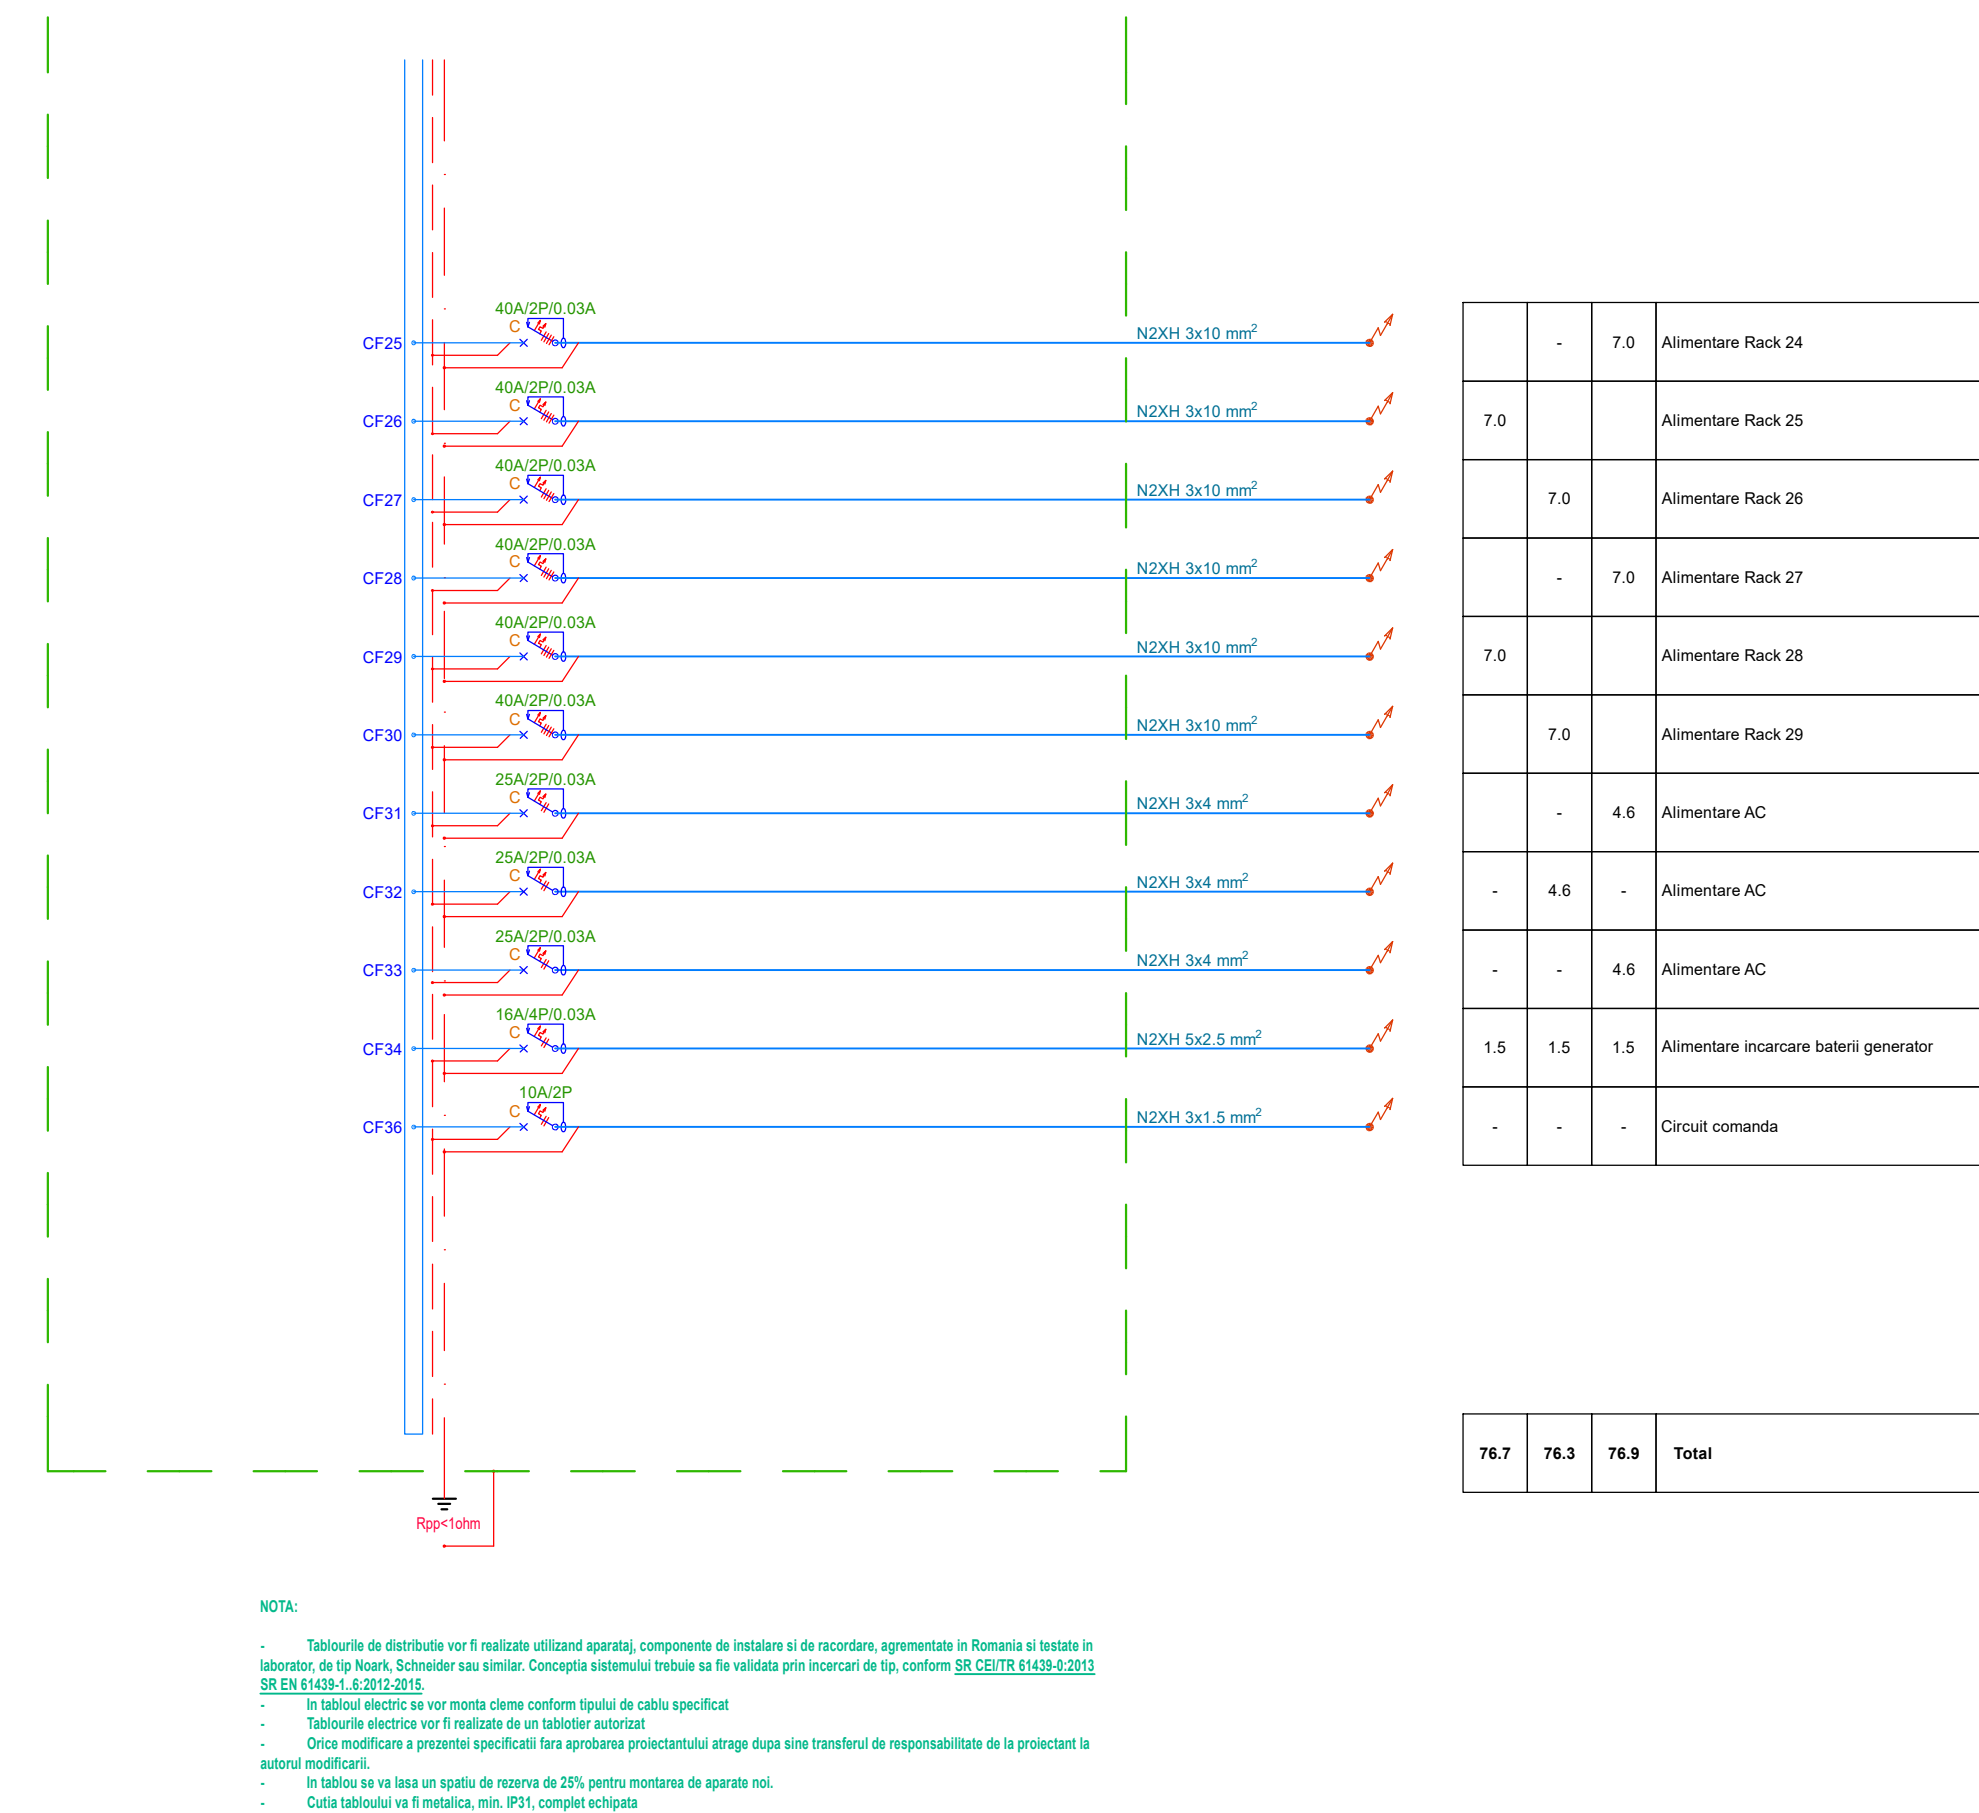 40A/2P/0.03A
C
CF25
N2XH 3x10 mm²
- 7.0 Alimentare Rack 24
40A/2P/0.03A
C
CF26
N2XH 3x10 mm²
7.0 Alimentare Rack 25
40A/2P/0.03A
C
CF27
N2XH 3x10 mm²
7.0 Alimentare Rack 26
40A/2P/0.03A
C
CF28
N2XH 3x10 mm²
- 7.0 Alimentare Rack 27
40A/2P/0.03A
C
CF29
N2XH 3x10 mm²
7.0 Alimentare Rack 28
40A/2P/0.03A
C
CF30
N2XH 3x10 mm²
7.0 Alimentare Rack 29
25A/2P/0.03A
C
CF31
N2XH 3x4 mm²
- 4.6 Alimentare AC
25A/2P/0.03A
C
CF32
N2XH 3x4 mm²
- 4.6 - Alimentare AC
25A/2P/0.03A
C
CF33
N2XH 3x4 mm²
- - 4.6 Alimentare AC
16A/4P/0.03A
C
CF34
N2XH 5x2.5 mm²
1.5 1.5 1.5 Alimentare incarcare baterii generator
10A/2P
C
CF36
N2XH 3x1.5 mm²
- - - Circuit comanda
76.7 76.3 76.9 Total
Rpp<1ohm
NOTA:
- Tablourile de distributie vor fi realizate utilizand aparataj, componente de instalare si de racordare, agrementate in Romania si testate in
laborator, de tip Noark, Schneider sau similar. Conceptia sistemului trebuie sa fie validata prin incercari de tip, conform SR CEI/TR 61439-0:2013
SR EN 61439-1..6:2012-2015.
- In tabloul electric se vor monta cleme conform tipului de cablu specificat
- Tablourile electrice vor fi realizate de un tablotier autorizat
- Orice modificare a prezentei specificatii fara aprobarea proiectantului atrage dupa sine transferul de responsabilitate de la proiectant la
autorul modificarii.
- In tablou se va lasa un spatiu de rezerva de 25% pentru montarea de aparate noi.
- Cutia tabloului va fi metalica, min. IP31, complet echipata